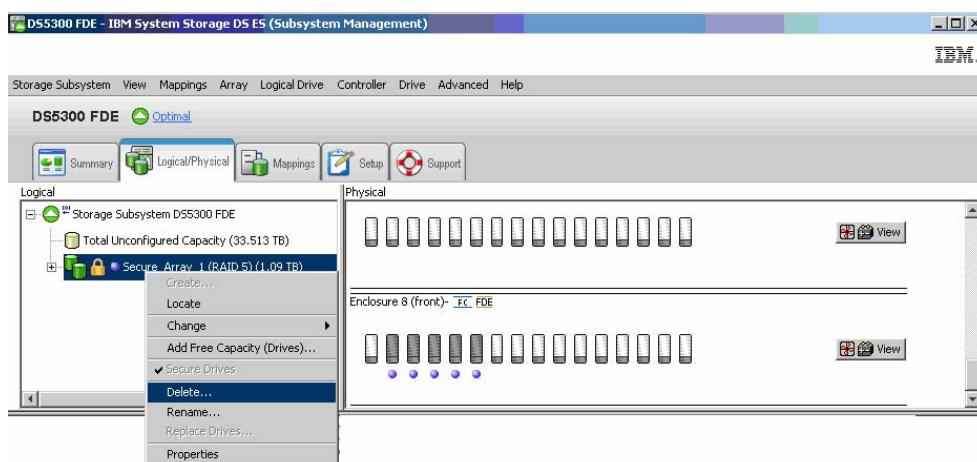 DS5300 FDE - IBM System Storage DS ES (Subsystem Management)
IBM.
Storage Subsystem View Mappings Array Logical Drive Controller Drive Advanced Help
DS5300 FDE Optimal
Summary Logical/Physical Mappings Setup Support
Logical
Physical
Storage Subsystem DS5300 FDE
Total Unconfigured Capacity (33.513 TB)
View
Secure_Array_1 (RAID 5) (1.09 TB)
Create...
Locate
Enclosure 8 (front)- FC FDE
Change
Add Free Capacity (Drives)...
View
Secure Drives
Delete...
Rename...
Replace Drives...
Properties